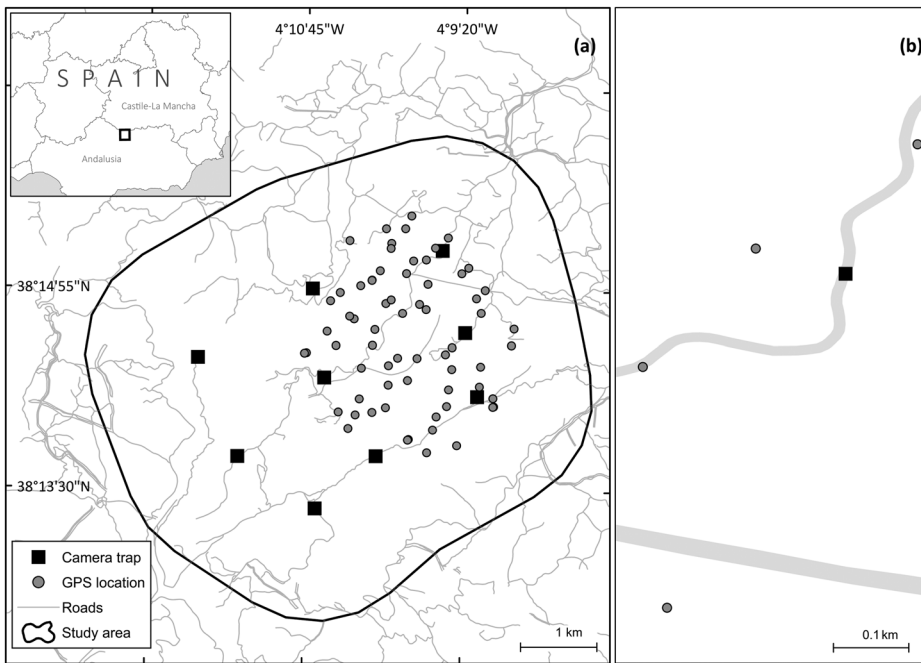 4°10'45"W
4°9'20"W
(a)
(b)
SPAIN
Castile-La Mancha
Andalusia
38°14'55"N
38°13'30"N
Camera trap
GPS location
Roads
Study area
1 km
0.1 km